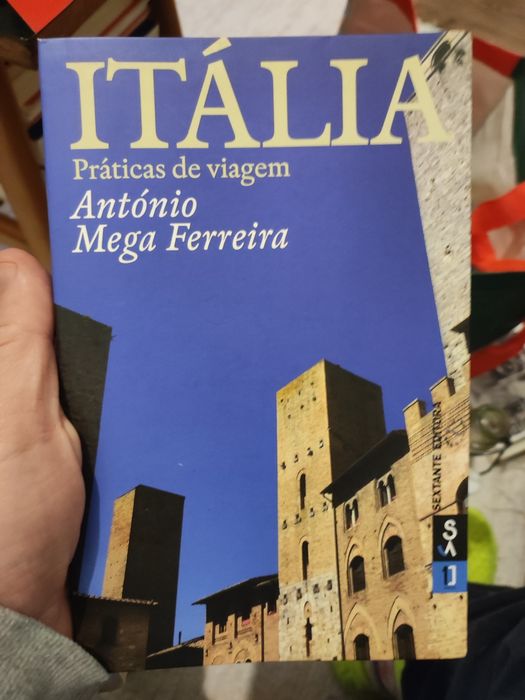 ITÁLIA
Práticas de viagem
António
Mega Ferreira
SEXTANTE EDITORA